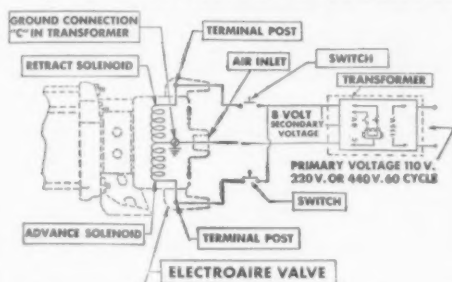 GROUND CONNECTION
"C" IN TRANSFORMER
TERMINAL POST
RETRACT SOLENOID
AIR INLET
SWITCH
TRANSFORMER
8 VOLT
SECONDARY
VOLTAGE
PRIMARY VOLTAGE 110 V.
220 V. OR 440 V. 60 CYCLE
SWITCH
ADVANCE SOLENOID
TERMINAL POST
ELECTROAIRE VALVE